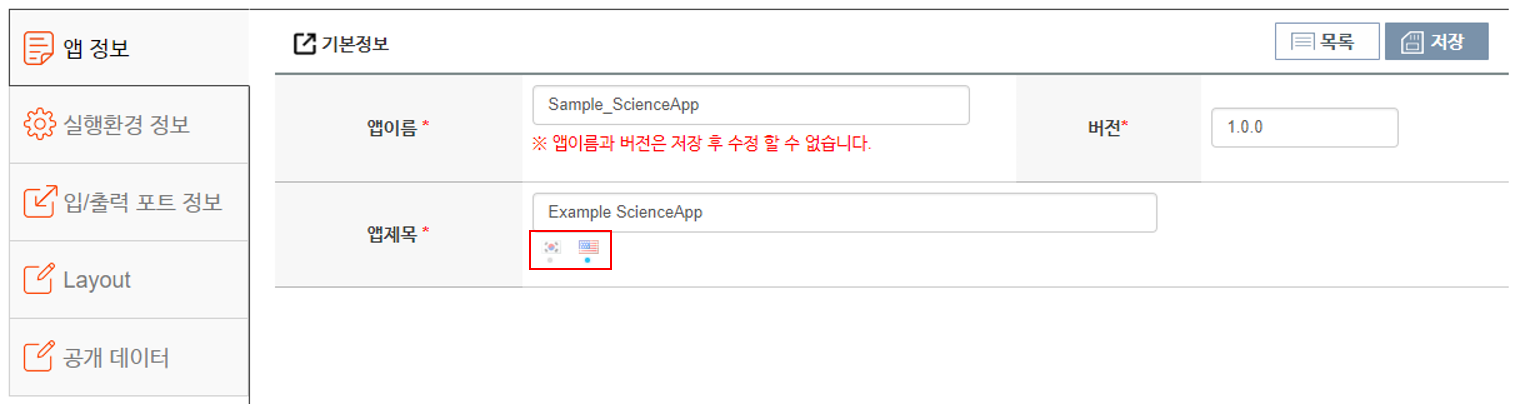 앱 정보
실행환경 정보
입/출력 포트 정보
Layout
공개 데이터
기본정보
목록
저장
앱이름 *
Sample_ScienceApp
※ 앱이름과 버전은 저장 후 수정 할 수 없습니다.
버전*
1.0.0
앱제목 *
Example ScienceApp